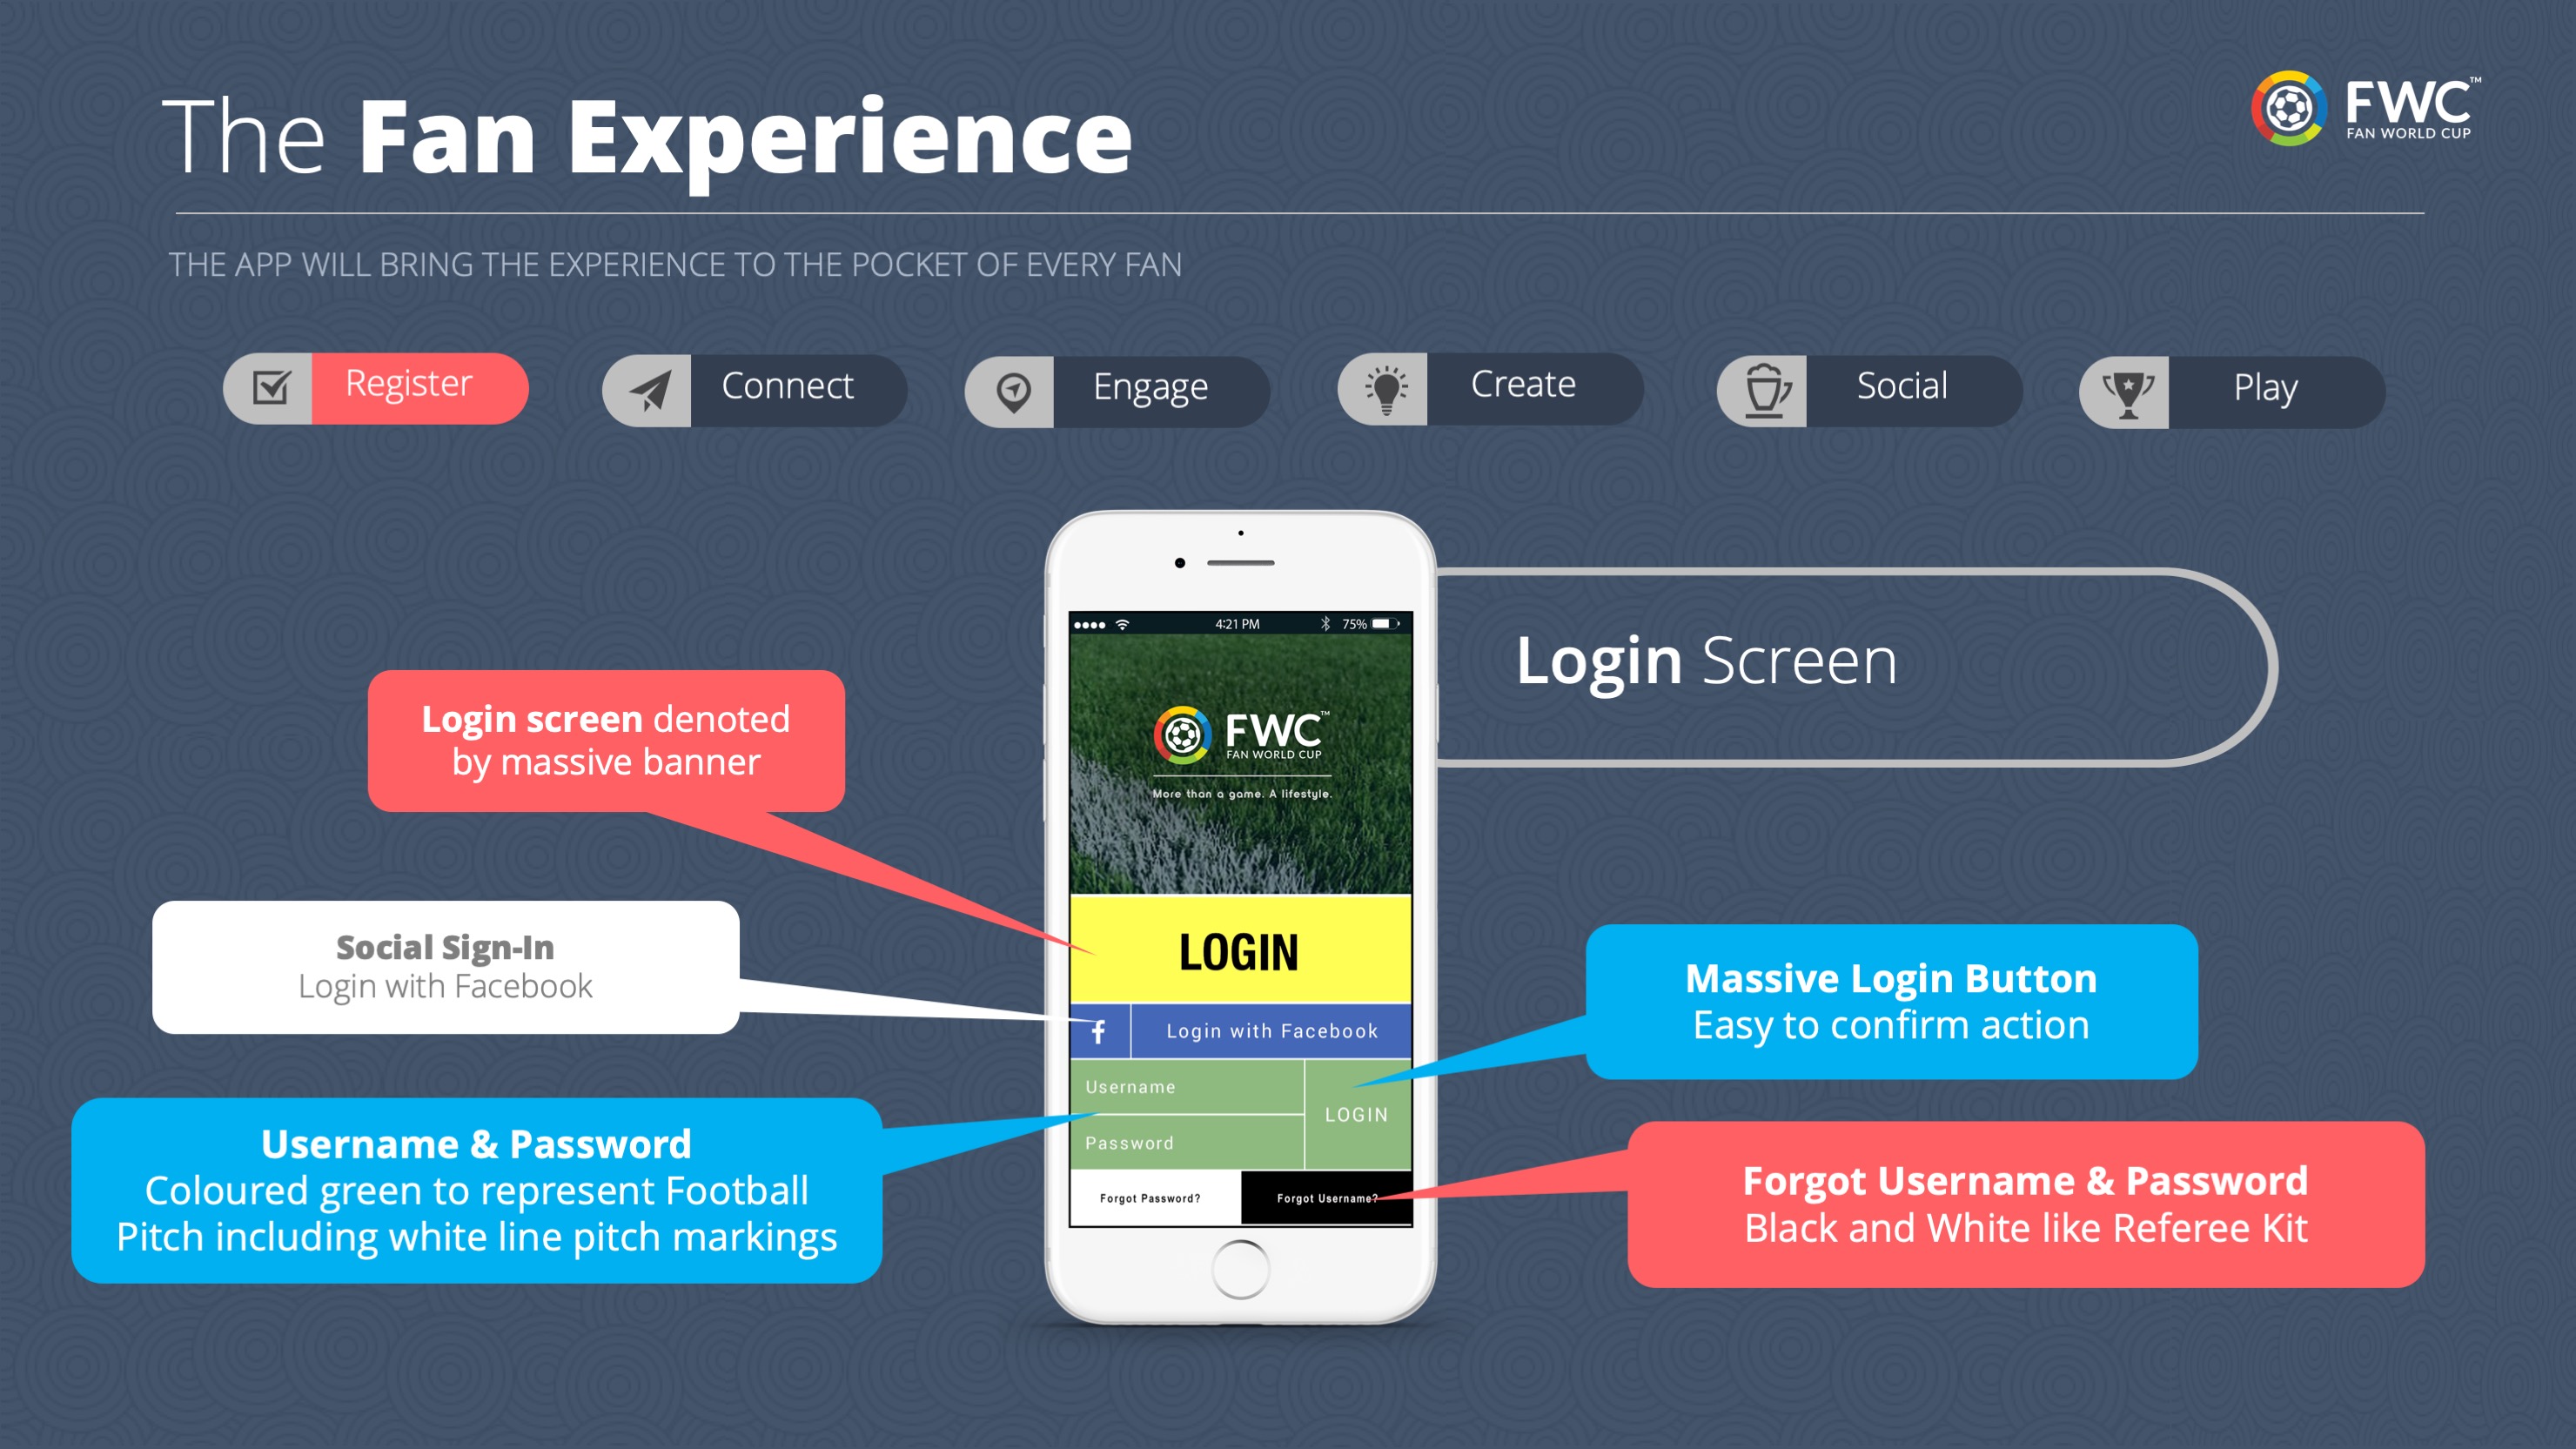 The Fan Experience
FWC™
FAN WORLD CUP
THE APP WILL BRING THE EXPERIENCE TO THE POCKET OF EVERY FAN
Register
Connect
Engage
Create
Social
Play
4:21 PM
75%
FWC™
FAN WORLD CUP
More than a game. A lifestyle.
LOGIN
f
Login with Facebook
Username
Password
LOGIN
Forgot Password?
Forgot Username?
Login Screen
Login screen denoted
by massive banner
Social Sign-In
Login with Facebook
Username & Password
Coloured green to represent Football
Pitch including white line pitch markings
Massive Login Button
Easy to confirm action
Forgot Username & Password
Black and White like Referee Kit